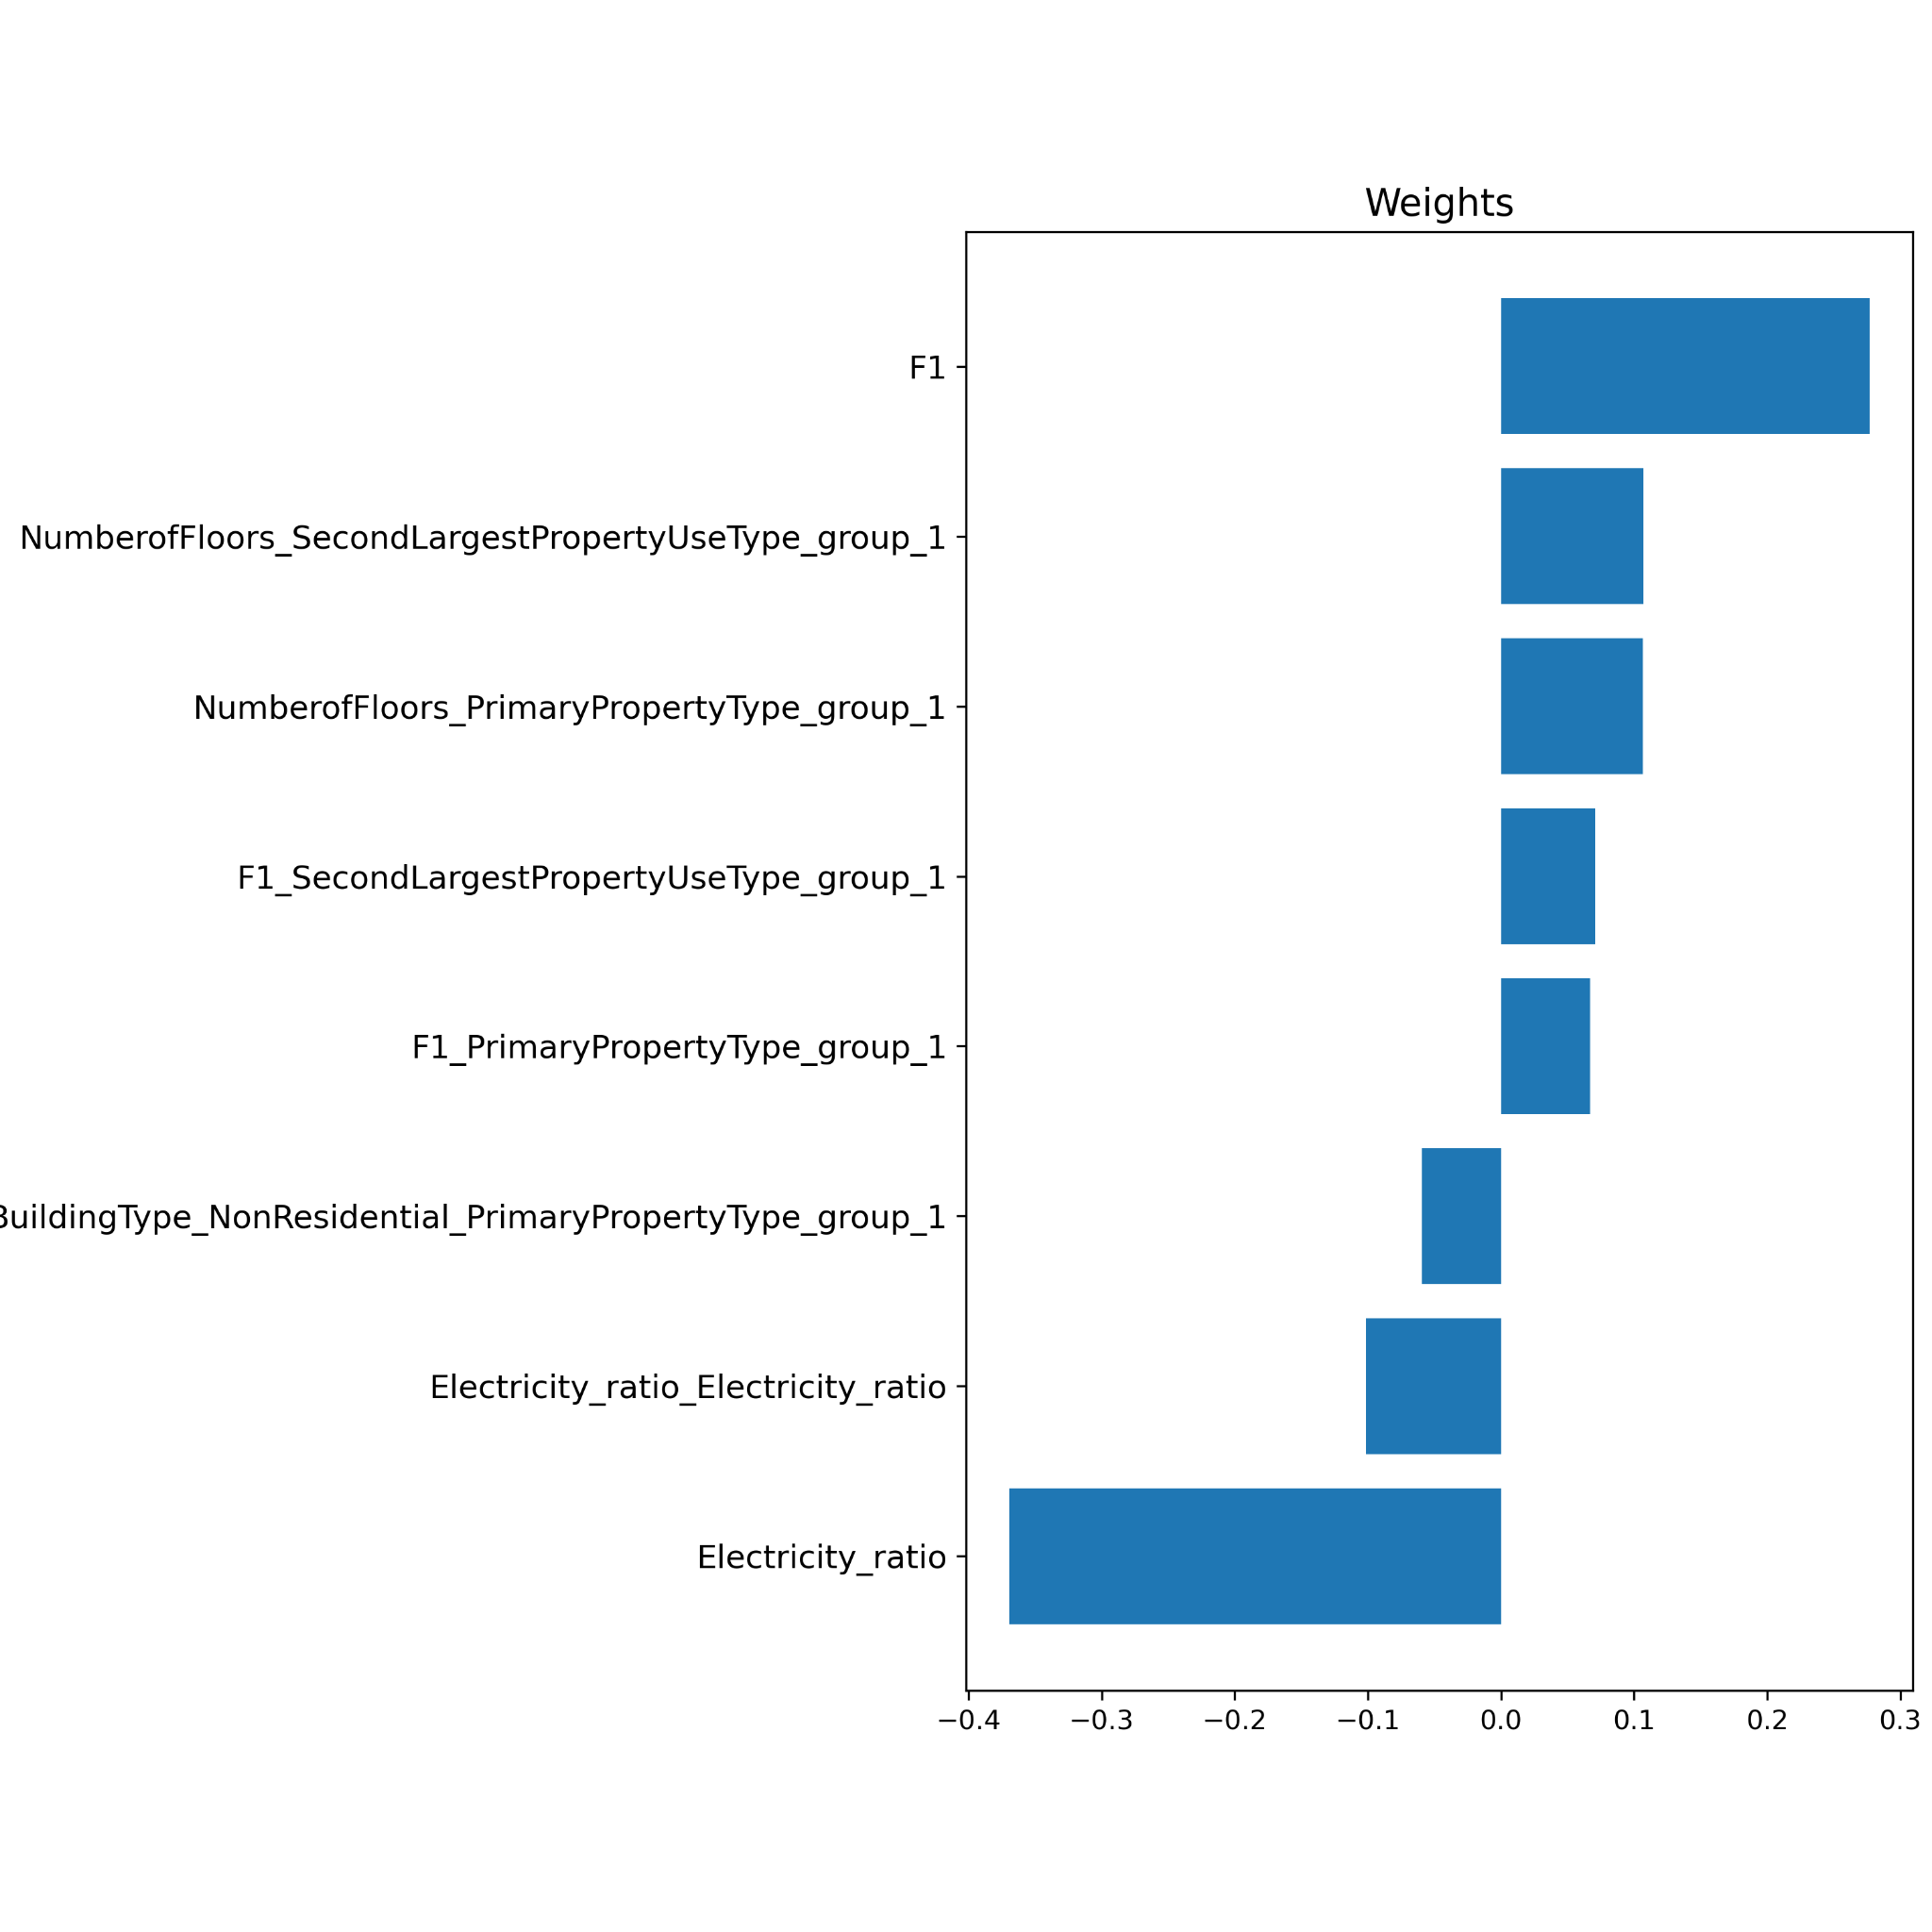 Weights
F1
NumberofFloors_SecondLargestPropertyUseType_group_1
NumberofFloors_PrimaryPropertyType_group_1
F1_SecondLargestPropertyUseType_group_1
F1_PrimaryPropertyType_group_1
BuildingType_NonResidential_PrimaryPropertyType_group_1
Electricity_ratio_Electricity_ratio
Electricity_ratio
−0.4 −0.3 −0.2 −0.1 0.0 0.1 0.2 0.3